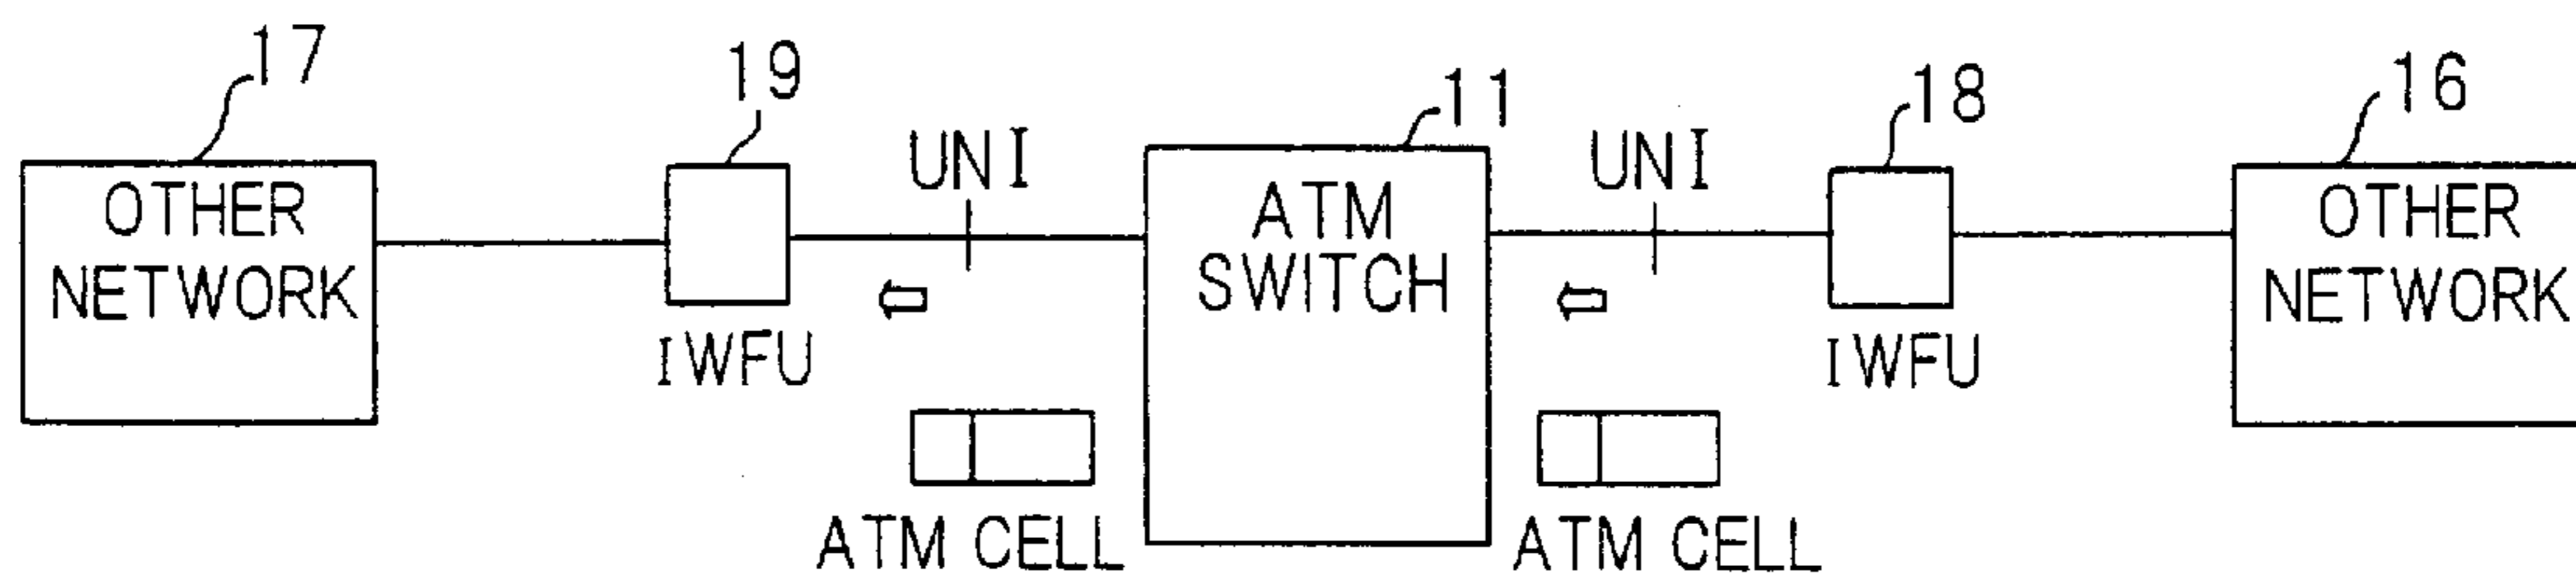 17
19
11
18
16
UNI
UNI
OTHER
NETWORK
ATM
SWITCH
OTHER
NETWORK
IWFU
IWFU
ATM CELL
ATM CELL